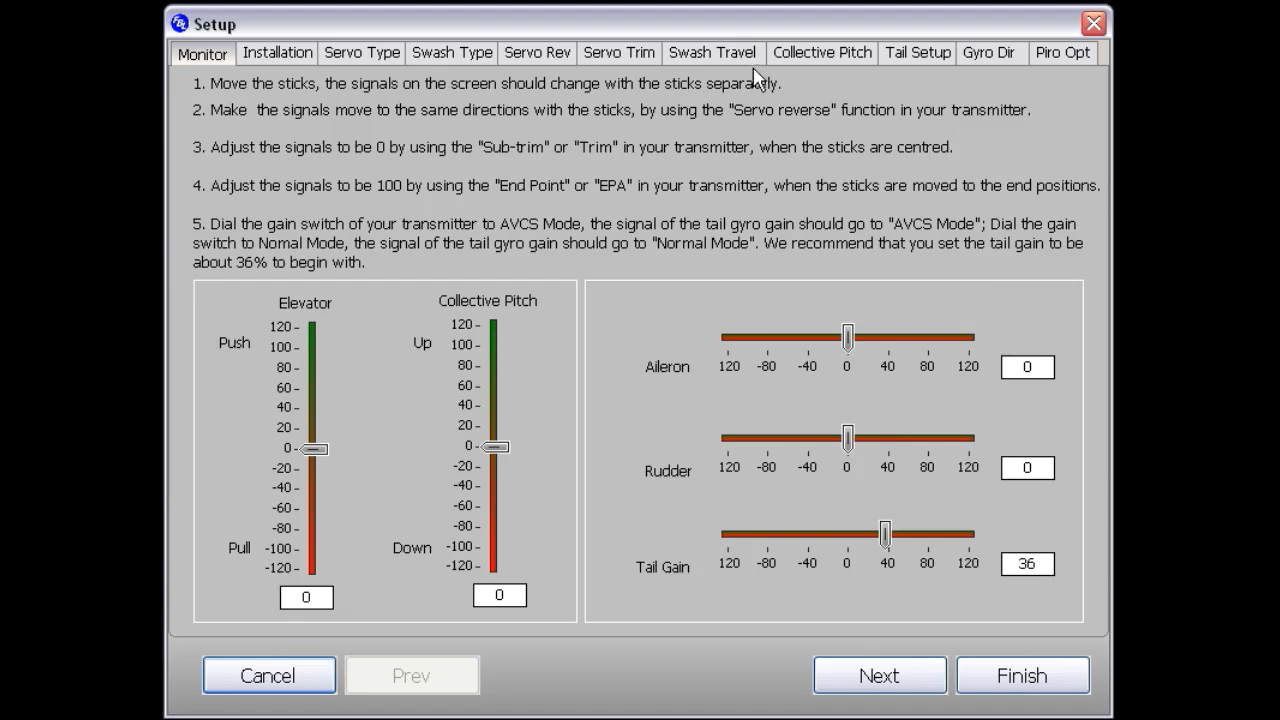 FBL Setup
Monitor Installation Servo Type Swash Type Servo Rev Servo Trim Swash Travel Collective Pitch Tail Setup Gyro Dir Piro Opt
1. Move the sticks, the signals on the screen should change with the sticks separately.
2. Make the signals move to the same directions with the sticks, by using the "Servo reverse" function in your transmitter.
3. Adjust the signals to be 0 by using the "Sub-trim" or "Trim" in your transmitter, when the sticks are centred.
4. Adjust the signals to be 100 by using the "End Point" or "EPA" in your transmitter, when the sticks are moved to the end positions.
5. Dial the gain switch of your transmitter to AVCS Mode, the signal of the tail gyro gain should go to "AVCS Mode"; Dial the gain
switch to Nomal Mode, the signal of the tail gyro gain should go to "Normal Mode". We recommend that you set the tail gain to be
about 36% to begin with.
Elevator
Push
120
100
80
60
40
20
0
-20
-40
-60
-80
Pull
-100
-120
0
Collective Pitch
Up
120
100
80
60
40
20
0
-20
-40
-60
-80
Down
-100
-120
0
Aileron
120 -80 -40 0 40 80 120
0
Rudder
120 -80 -40 0 40 80 120
0
Tail Gain
120 -80 -40 0 40 80 120
36
Cancel Prev Next Finish